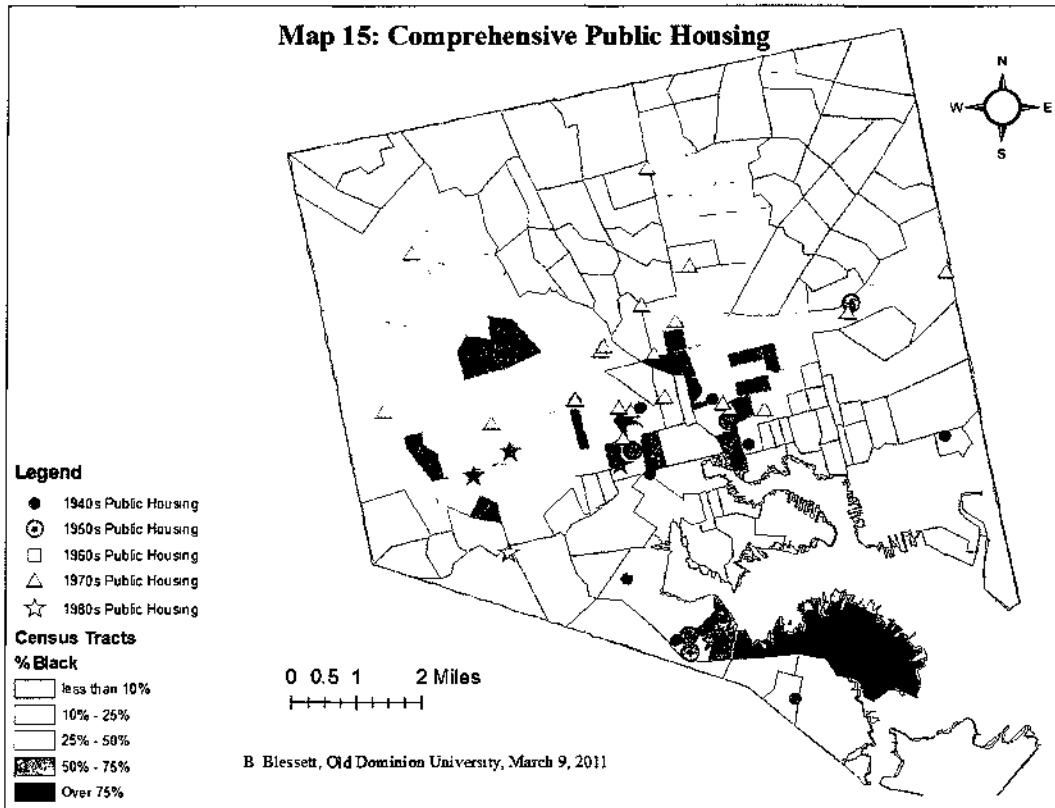 Map 15: Comprehensive Public Housing
N
W E
S
Legend
1940s Public Housing
1950s Public Housing
1960s Public Housing
1970s Public Housing
1980s Public Housing
Census Tracts
% Black
less than 10%
10% - 25%
25% - 50%
50% - 75%
Over 75%
0 0.5 1 2 Miles
B Blessett, Old Dominion University, March 9, 2011